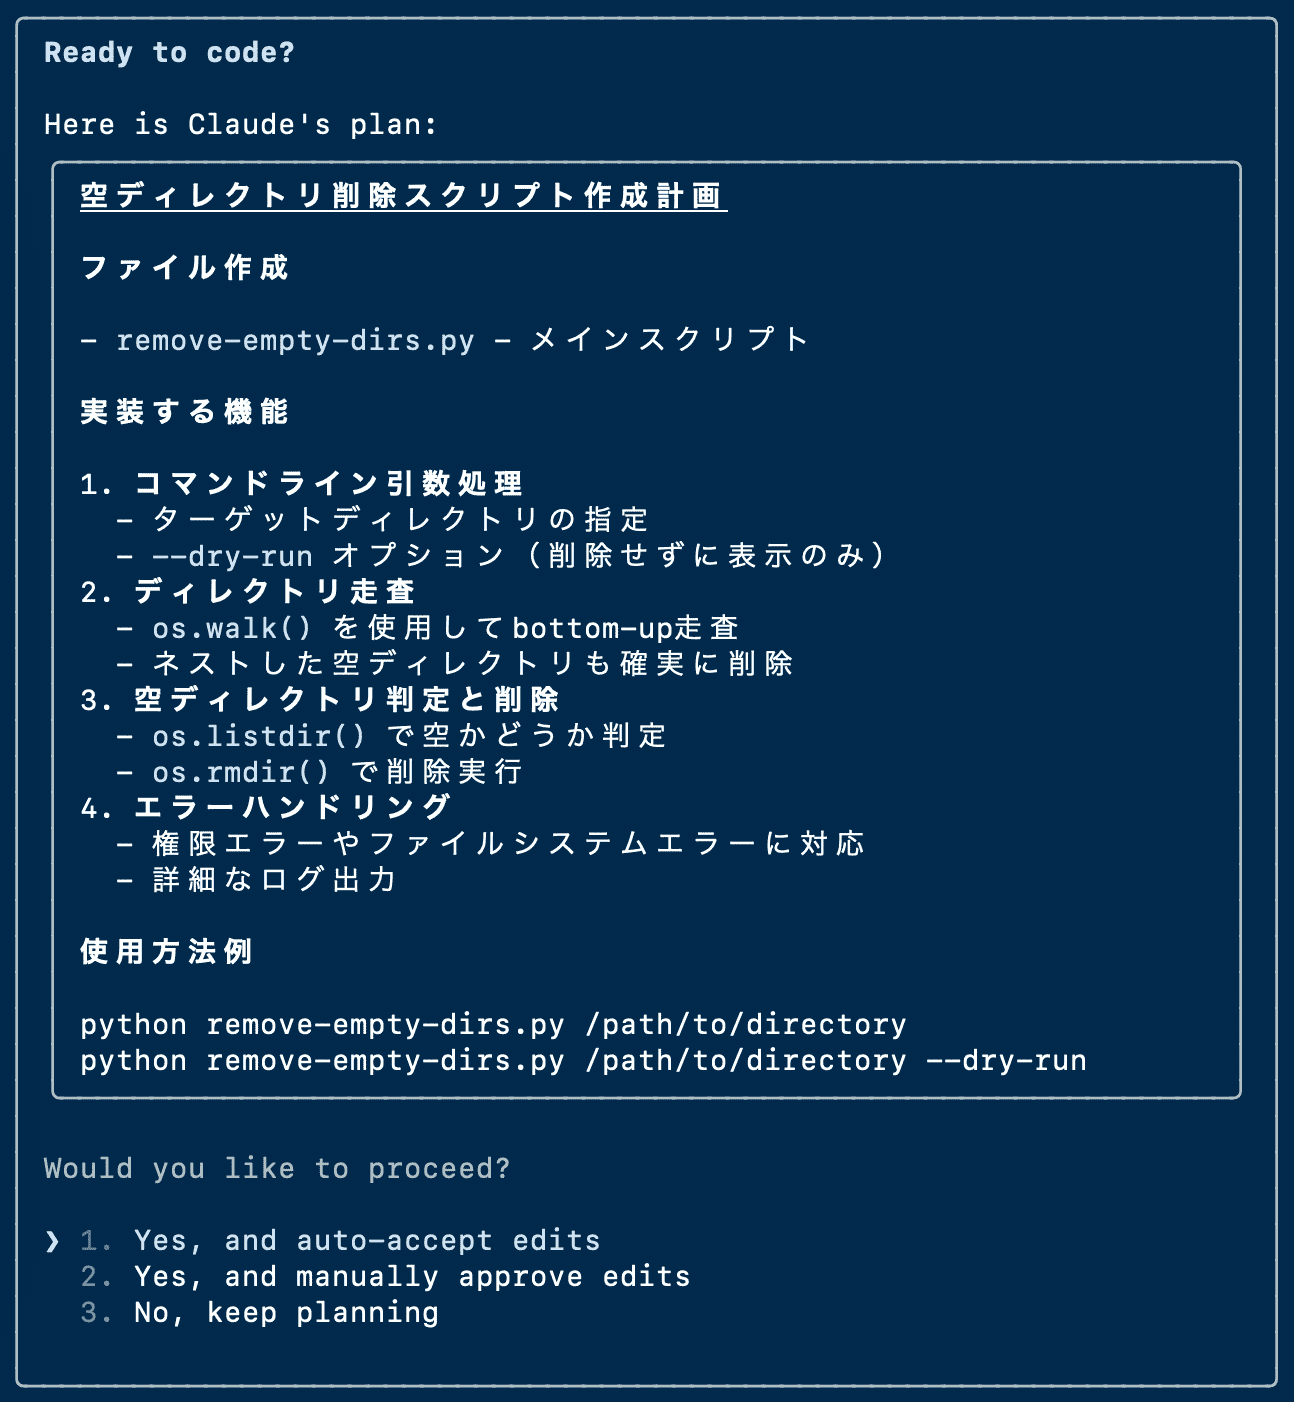 Ready to code?
Here is Claude's plan:
空ディレクトリ削除スクリプト作成計画
ファイル作成
- remove-empty-dirs.py - メインスクリプト
実装する機能
1. コマンドライン引数処理
- ターゲットディレクトリの指定
- --dry-run オプション（削除せずに表示のみ）
2. ディレクトリ走査
- os.walk() を使用してbottom-up走査
- ネストした空ディレクトリも確実に削除
3. 空ディレクトリ判定と削除
- os.listdir() で空かどうか判定
- os.rmdir() で削除実行
4. エラーハンドリング
- 権限エラーやファイルシステムエラーに対応
- 詳細なログ出力
使用方法例
python remove-empty-dirs.py /path/to/directory
python remove-empty-dirs.py /path/to/directory --dry-run
Would you like to proceed?
❯ 1. Yes, and auto-accept edits
2. Yes, and manually approve edits
3. No, keep planning